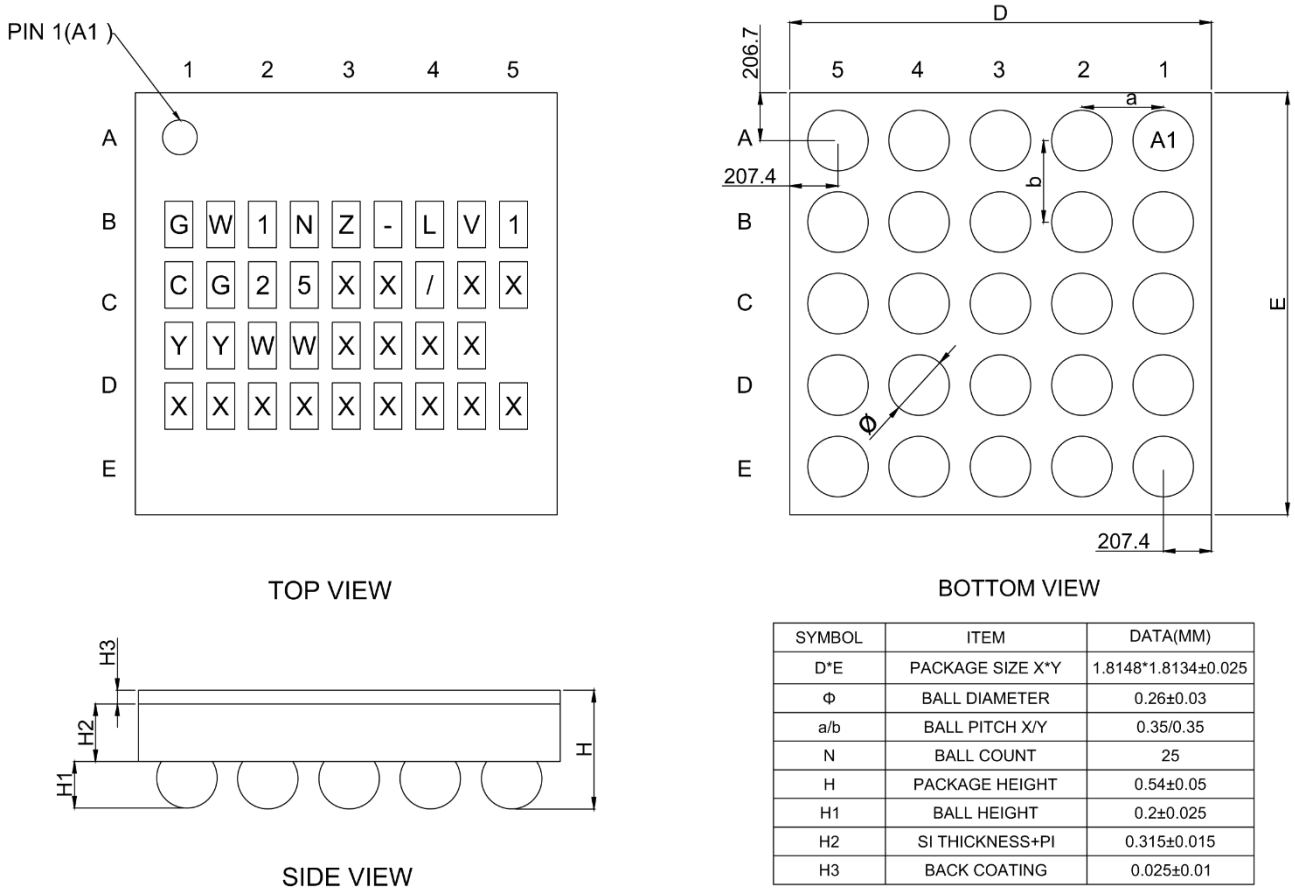 PIN 1(A1 )
1 2 3 4 5
A
B
C
D
E
G W 1 N Z - L V 1
C G 2 5 X X / X X
Y Y W W X X X X
X X X X X X X X X
TOP VIEW
D
206.7
5 4 3 2 1
a
A
A1
b
207.4
B
C
E
D
Ø
E
207.4
BOTTOM VIEW
H3
H2
H1
H
SIDE VIEW
SYMBOL ITEM DATA(MM)
D*E PACKAGE SIZE X*Y 1.8148*1.8134±0.025
Φ BALL DIAMETER 0.26±0.03
a/b BALL PITCH X/Y 0.35/0.35
N BALL COUNT 25
H PACKAGE HEIGHT 0.54±0.05
H1 BALL HEIGHT 0.2±0.025
H2 SI THICKNESS+PI 0.315±0.015
H3 BACK COATING 0.025±0.01